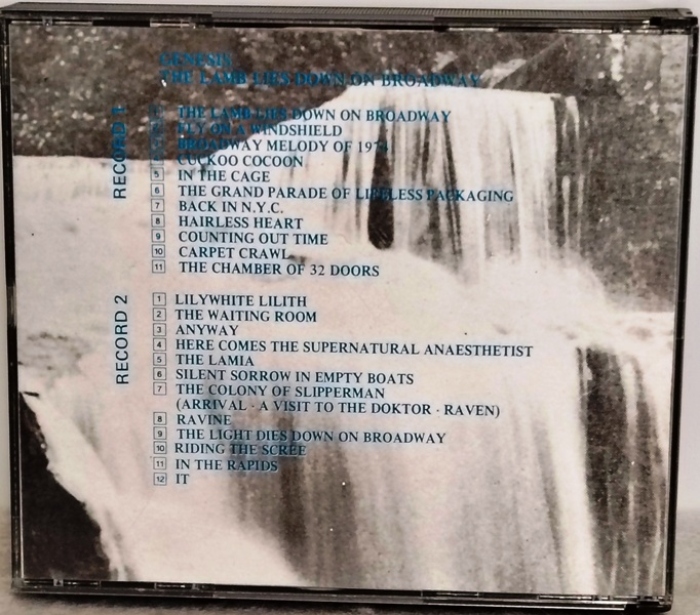 GENESIS
THE LAMB LIES DOWN ON BROADWAY
RECORD 1
THE LAMB LIES DOWN ON BROADWAY
FLY ON A WINDSHIELD
BROADWAY MELODY OF 1974
CUCKOO COCOON
5 IN THE CAGE
6 THE GRAND PARADE OF LIFELESS PACKAGING
7 BACK IN N.Y.C.
8 HAIRLESS HEART
9 COUNTING OUT TIME
10 CARPET CRAWL
11 THE CHAMBER OF 32 DOORS
RECORD 2
1 LILYWHITE LILITH
2 THE WAITING ROOM
3 ANYWAY
4 HERE COMES THE SUPERNATURAL ANAESTHETIST
5 THE LAMIA
6 SILENT SORROW IN EMPTY BOATS
7 THE COLONY OF SLIPPERMAN
(ARRIVAL - A VISIT TO THE DOKTOR - RAVEN)
8 RAVINE
9 THE LIGHT DIES DOWN ON BROADWAY
10 RIDING THE SCREE
11 IN THE RAPIDS
12 IT